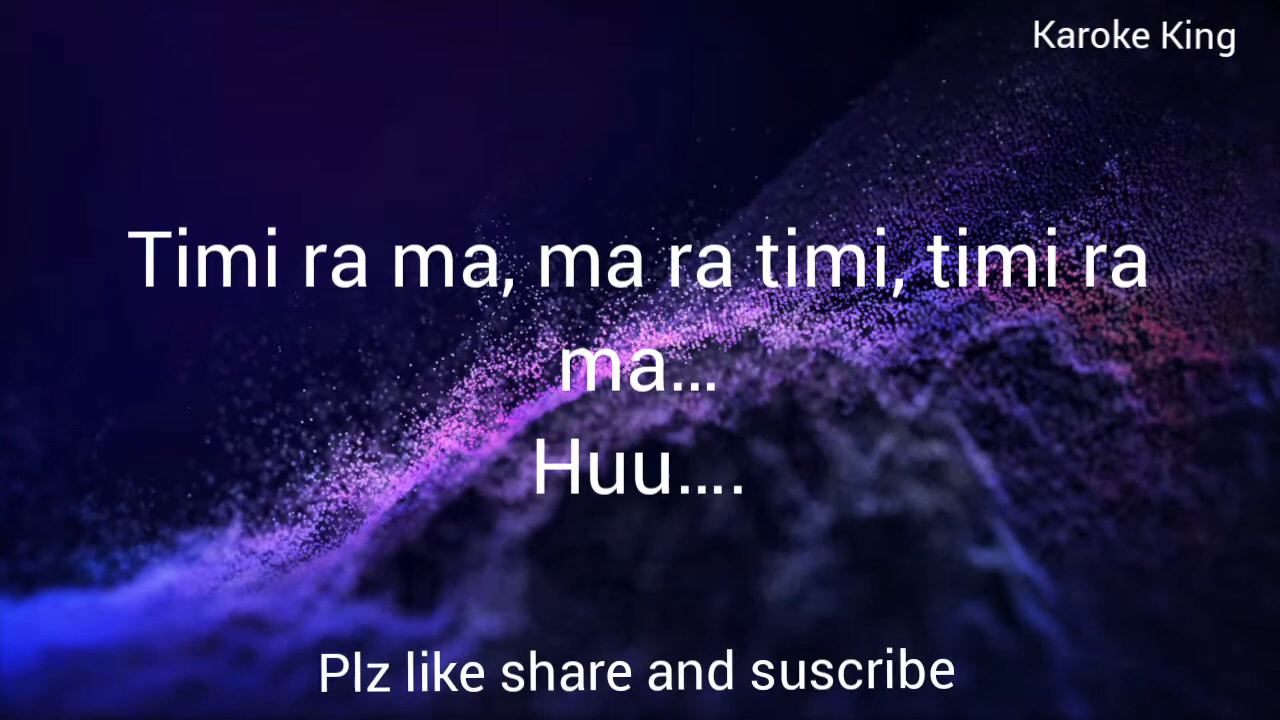 Karoke King
Timi ra ma, ma ra timi, timi ra
ma...
Huu....
Plz like share and suscribe